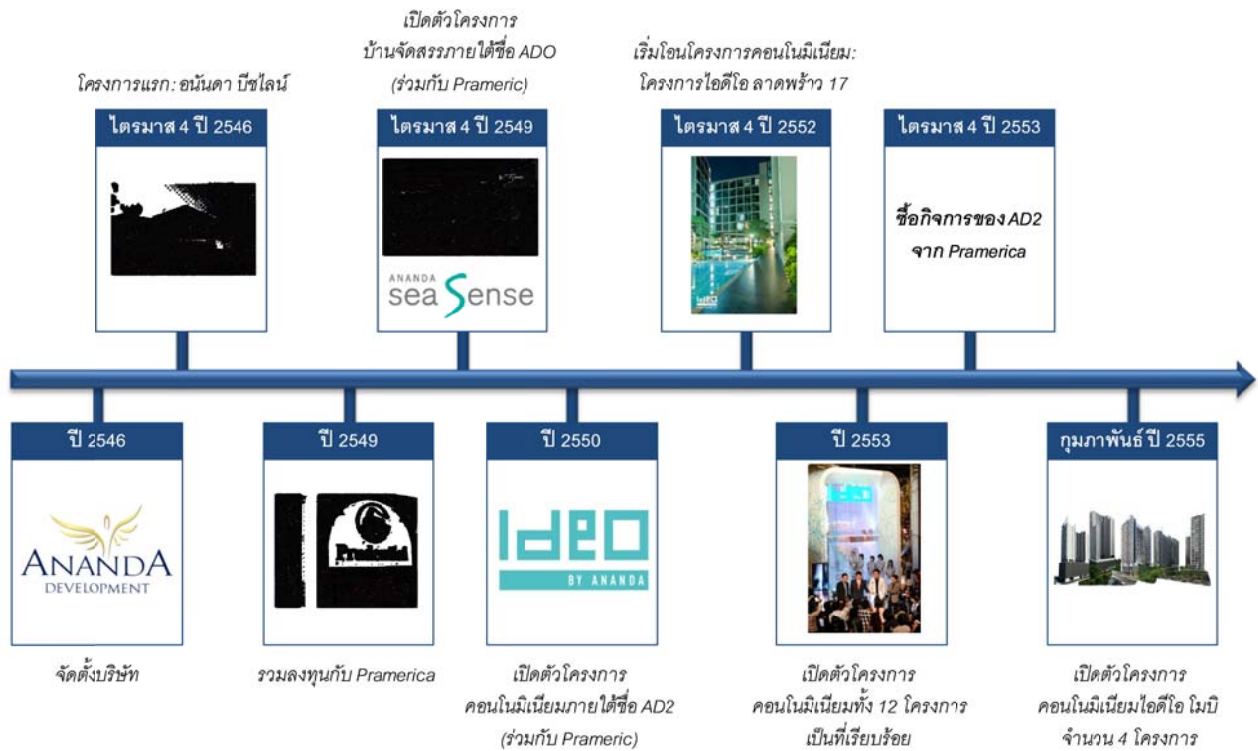 โครงการแรก: อนันดา บีชไลน์
ไตรมาส 4 ปี 2546
เปิดตัวโครงการ
บ้านจัดสรรภายใต้ชื่อ ADO
(ร่วมกับ Prameric)
ไตรมาส 4 ปี 2549
ANANDA
sea Sense
เริ่มโอนโครงการคอนโนมิเนียม:
โครงการไอดีโอ ลาดพร้าว 17
ไตรมาส 4 ปี 2552
ideo
ไตรมาส 4 ปี 2553
ซื้อกิจการของ AD2
จาก Pramerica
ปี 2546
ANANDA
DEVELOPMENT
จัดตั้งบริษัท
ปี 2549
รวมลงทุนกับ Pramerica
ปี 2550
ideo
BY ANANDA
เปิดตัวโครงการ
คอนโนมิเนียมภายใต้ชื่อ AD2
(ร่วมกับ Prameric)
ปี 2553
ideo
เปิดตัวโครงการ
คอนโนมิเนียมทั้ง 12 โครงการ
เป็นที่เรียบร้อย
กุมภาพันธ์ ปี 2555
เปิดตัวโครงการ
คอนโนมิเนียมไอดีโอ โมบิ
จำนวน 4 โครงการ